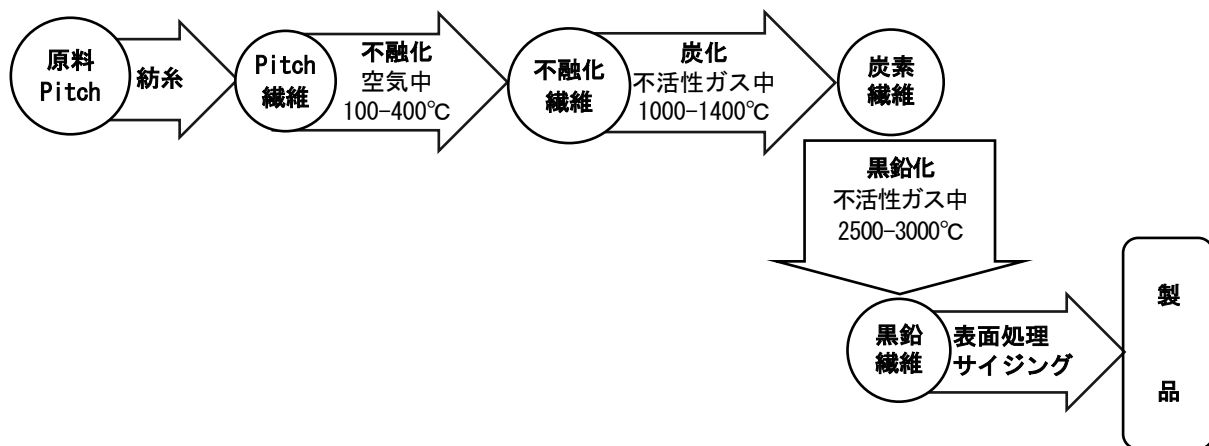 原料
Pitch
紡糸
Pitch
繊維
不融化
空気中
100-400℃
不融化
繊維
炭化
不活性ガス中
1000-1400℃
炭素
繊維
黒鉛化
不活性ガス中
2500-3000℃
黒鉛
繊維
表面処理
サイジング
製
品